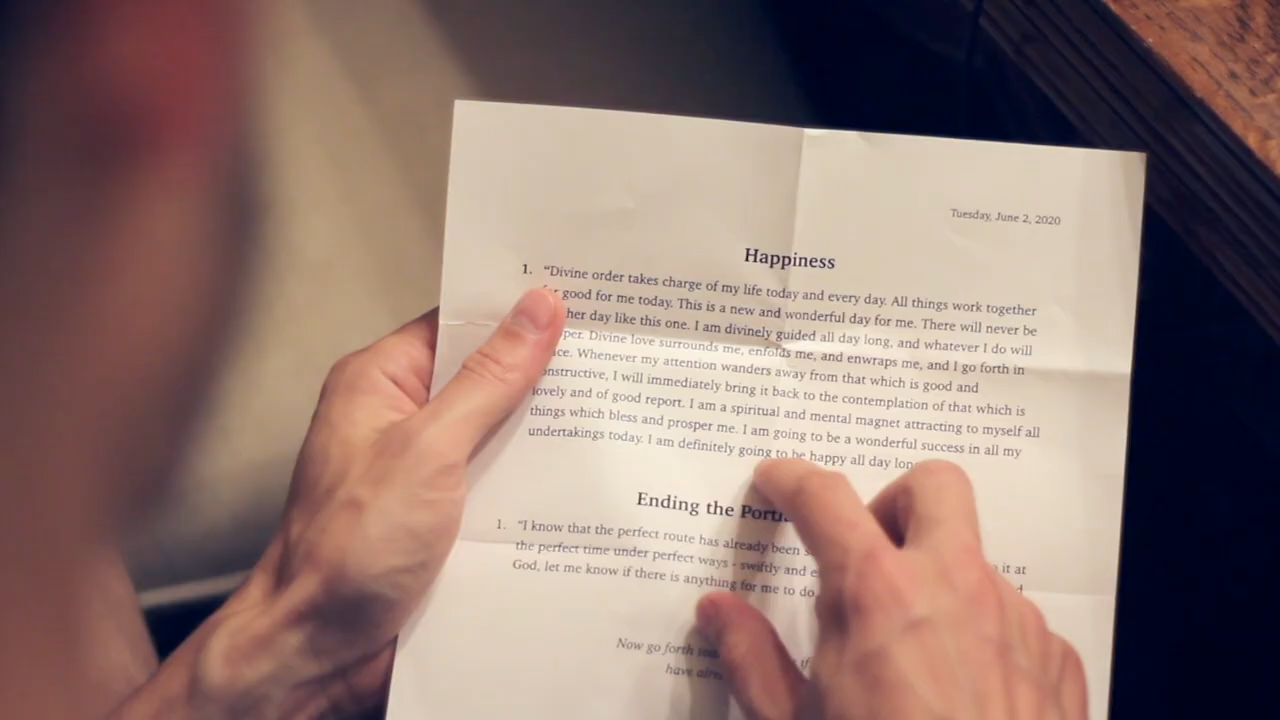 Tuesday, June 2, 2020
Happiness
1. “Divine order takes charge of my life today and every day. All things work together
good for me today. This is a new and wonderful day for me. There will never be
her day like this one. I am divinely guided all day long, and whatever I do will
per. Divine love surrounds me, enfolds me, and enwraps me, and I go forth in
ce. Whenever my attention wanders away from that which is good and
nstructive, I will immediately bring it back to the contemplation of that which is
lovely and of good report. I am a spiritual and mental magnet attracting to myself all
things which bless and prosper me. I am going to be a wonderful success in all my
undertakings today. I am definitely going to be happy all day lon
Ending the Port
1. “I know that the perfect route has already been s
the perfect time under perfect ways - swiftly and e it at
God, let me know if there is anything for me to do
Now go forth
have